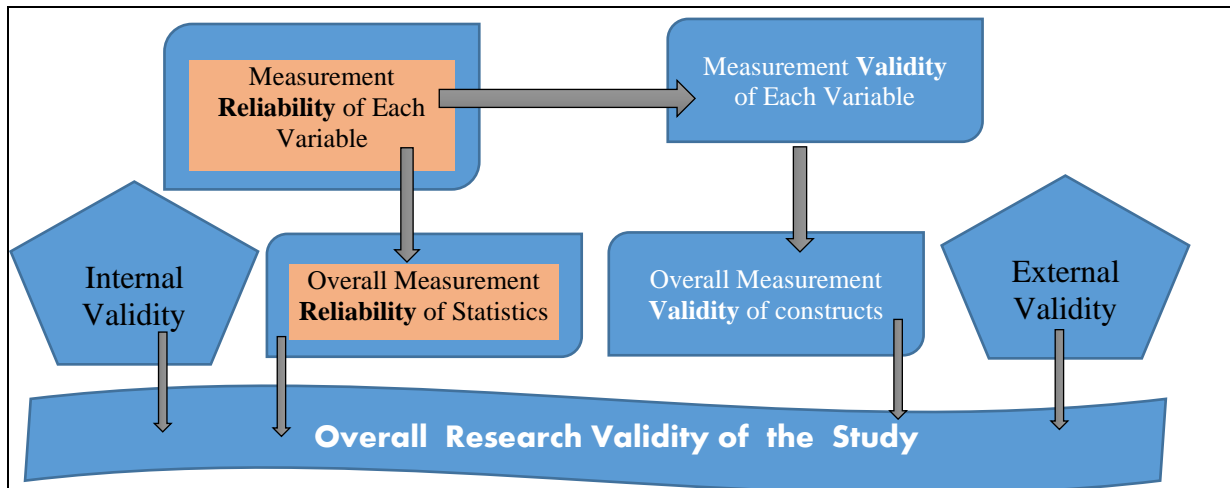 Measurement
Reliability of Each
Variable
Measurement Validity
of Each Variable
Internal
Validity
Overall Measurement
Reliability of Statistics
Overall Measurement
Validity of constructs
External
Validity
Overall Research Validity of the Study